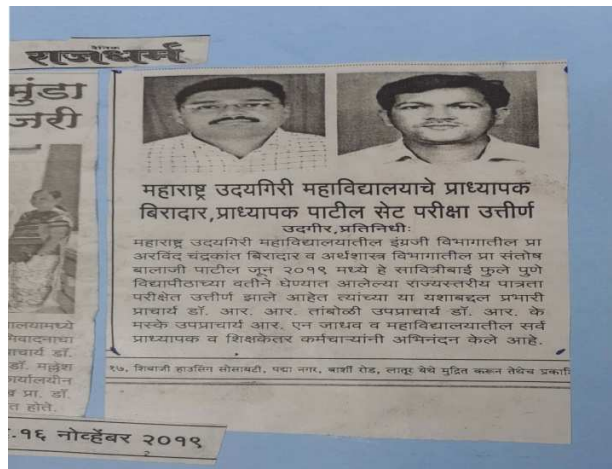 दैनिक
राजधर्म
मुंडा
जरी
महाराष्ट्र उदयगिरी महाविद्यालयाचे प्राध्यापक
बिरादार,प्राध्यापक पाटील सेट परीक्षा उत्तीर्ण
उदगीर,प्रतिनिधीः
महाराष्ट्र उदयगिरी महाविद्यालयातील इंग्रजी विभागातील प्रा
अरविंद चंद्रकांत बिरादार व अर्थशास्त्र विभागातील प्रा संतोष
बालाजी पाटील जून २०१९ मध्ये हे सावित्रीबाई फुले पुणे
विद्यापीठाच्या वतीने घेण्यात आलेल्या राज्यस्तरीय पात्रता
परीक्षेत उत्तीर्ण झाले आहेत त्यांच्या या यशाबद्दल प्रभारी
प्राचार्य डॉ. आर. आर. तांबोळी उपप्राचार्य डॉ. आर. के
मस्के उपप्राचार्य आर. एन जाधव व महाविद्यालयातील सर्व
प्राध्यापक व शिक्षकेतर कर्मचाऱ्यांनी अभिनंदन केले आहे.
१७, शिवाजी हाउसिंग सोसायटी, पद्मा नगर, बार्शी रोड, लातूर येथे मुद्रित करून तेथेच प्रकाशि
ालयामध्ये
भिवादनाचा
ाचार्य डॉ.
डॉ. मल्लेश
कार्यालयीन
व प्रा. डॉ.
त होते.
.१६ नोव्हेंबर २०१९